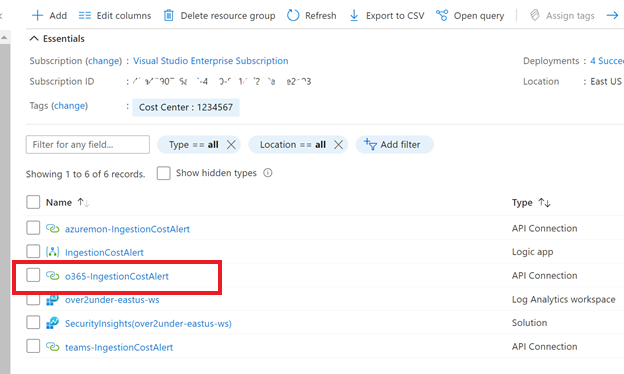 Add Edit columns Delete resource group Refresh Export to CSV Open query Assign tags
Essentials
Subscription (change) : Visual Studio Enterprise Subscription Deployments : 4 Succe
Subscription ID :
Location : East US
Tags (change) : Cost Center : 1234567
Filter for any field... Type == all Location == all Add filter
Showing 1 to 6 of 6 records. Show hidden types
Name Type
azuremon-IngestionCostAlert API Connection
IngestionCostAlert Logic app
o365-IngestionCostAlert API Connection
over2under-eastus-ws Log Analytics workspace
SecurityInsights(over2under-eastus-ws) Solution
teams-IngestionCostAlert API Connection